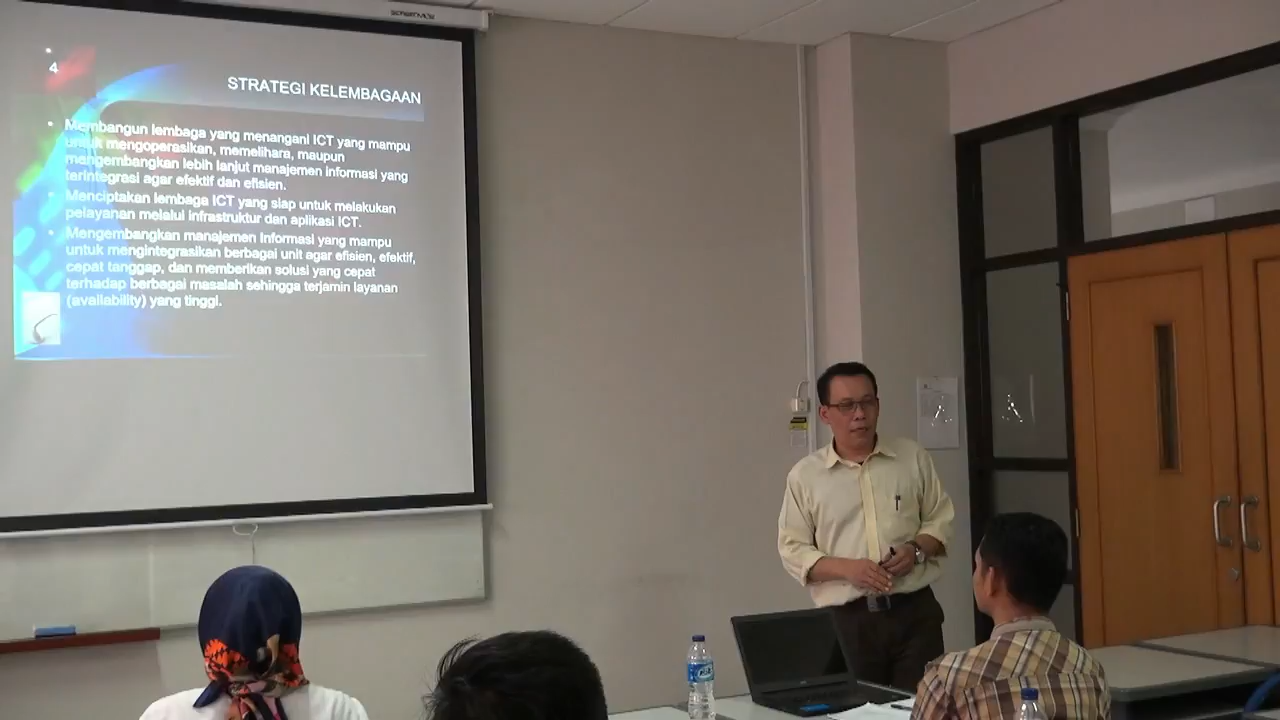 4
STRATEGI KELEMBAGAAN
• Membangun lembaga yang menangani ICT yang mampu
untuk mengoperasikan, memelihara, maupun
mengembangkan lebih lanjut manajemen informasi yang
terintegrasi agar efektif dan efisien.
• Menciptakan lembaga ICT yang siap untuk melakukan
pelayanan melalui infrastruktur dan aplikasi ICT.
• Mengembangkan manajemen Informasi yang mampu
untuk mengintegrasikan berbagai unit agar efisien, efektif,
cepat tanggap, dan memberikan solusi yang cepat
terhadap berbagai masalah sehingga terjamin layanan
(availability) yang tinggi.